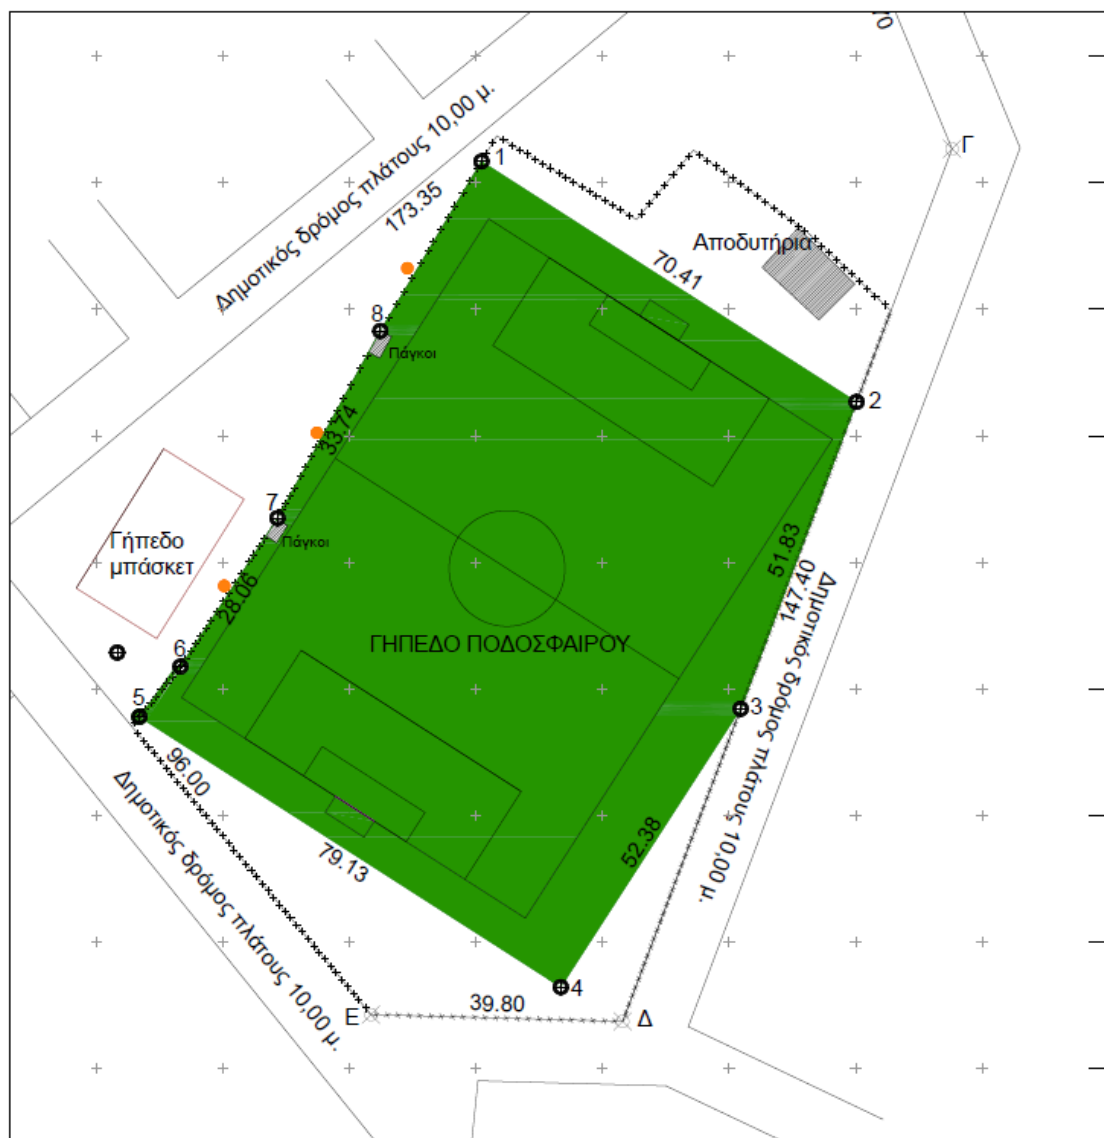 Γ
1
Δημοτικός δρόμος πλάτους 10,00 μ.
173.35
70.41
Αποδυτήρια
8
Πάγκοι
2
33.74
7
Πάγκοι
Γήπεδο
μπάσκετ
28.06
51.83
147.40
Δημοτικός δρόμος πλάτους 10,00 μ.
ΓΗΠΕΔΟ ΠΟΔΟΣΦΑΙΡΟΥ
6
5
3
96.00
Δημοτικός δρόμος πλάτους 10,00 μ.
79.13
52.38
4
39.80
Ε
Δ